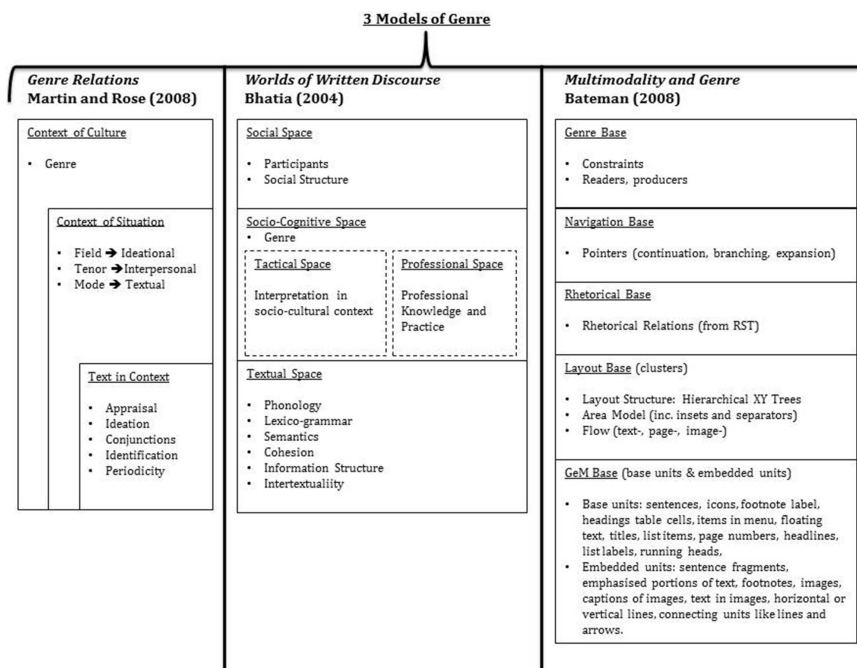 3 Models of Genre
Genre Relations
Martin and Rose (2008)
Context of Culture
• Genre
Context of Situation
• Field ➔ Ideational
• Tenor ➔Interpersonal
• Mode ➔ Textual
Text in Context
• Appraisal
• Ideation
• Conjunctions
• Identification
• Periodicity
Worlds of Written Discourse
Bhatia (2004)
Social Space
• Participants
• Social Structure
Socio-Cognitive Space
• Genre
Tactical Space
Interpretation in
socio-cultural context
Professional Space
Professional
Knowledge and
Practice
Textual Space
• Phonology
• Lexico-grammar
• Semantics
• Cohesion
• Information Structure
• Intertextualiity
Multimodality and Genre
Bateman (2008)
Genre Base
• Constraints
• Readers, producers
Navigation Base
• Pointers (continuation, branching, expansion)
Rhetorical Base
• Rhetorical Relations (from RST)
Layout Base (clusters)
• Layout Structure: Hierarchical XY Trees
• Area Model (inc. insets and separators)
• Flow (text-, page-, image-)
GeM Base (base units & embedded units)
• Base units: sentences, icons, footnote label,
headings table cells, items in menu, floating
text, titles, list items, page numbers, headlines,
list labels, running heads,
• Embedded units: sentence fragments,
emphasised portions of text, footnotes, images,
captions of images, text in images, horizontal or
vertical lines, connecting units like lines and
arrows.